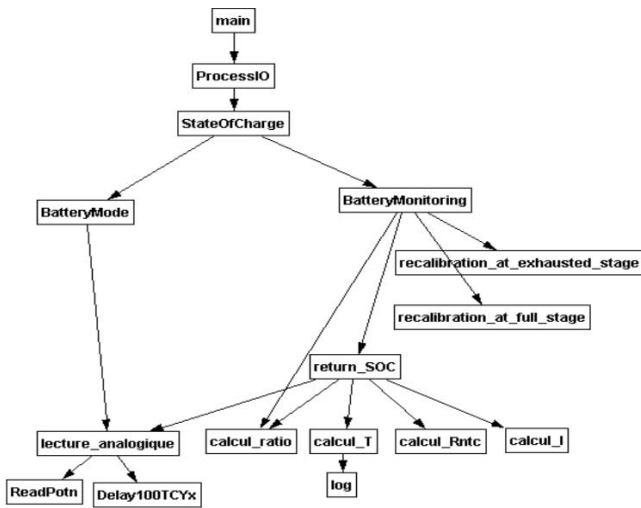 main
ProcessIO
StateOfCharge
BatteryMode
BatteryMonitoring
recalibration_at_exhausted_stage
recalibration_at_full_stage
return_SOC
lecture_analogique
calcul_ratio
calcul_T
calcul_Rntc
calcul_I
ReadPotn
Delay100TCYx
log